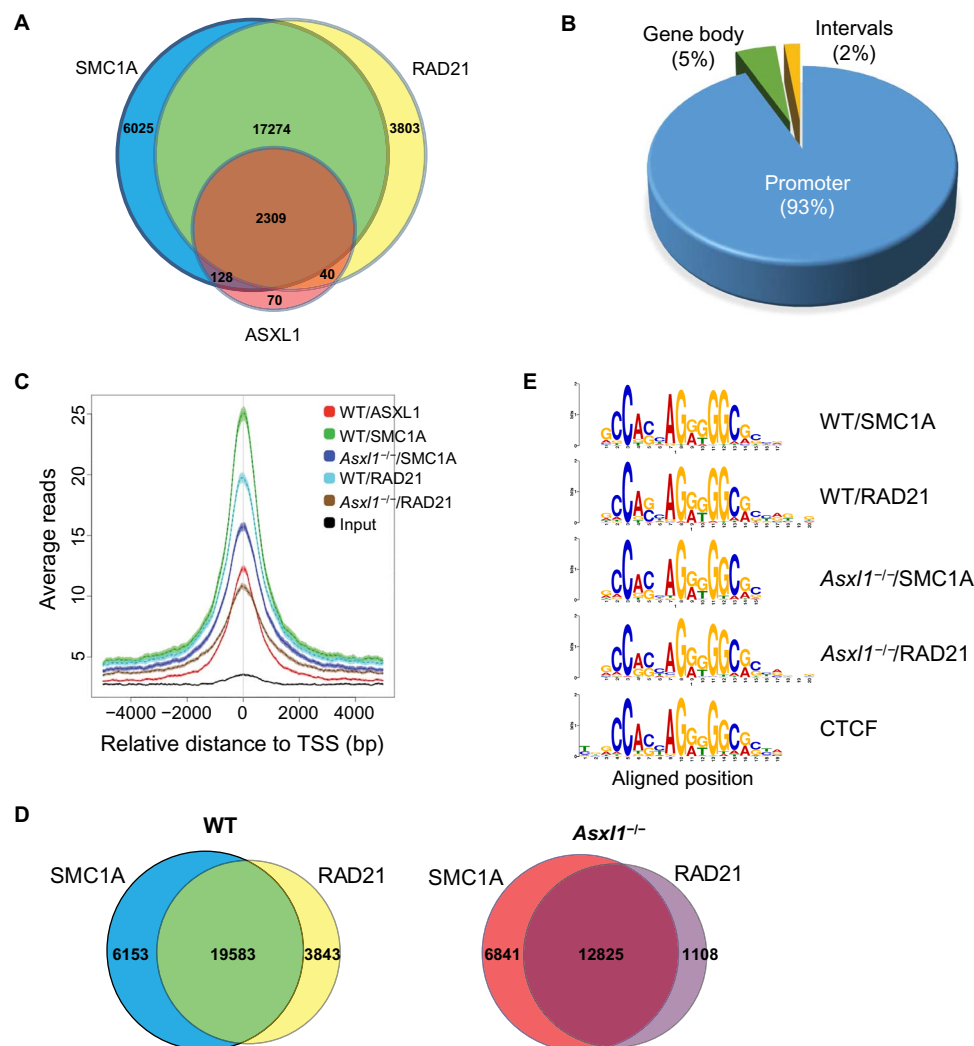 A
SMC1A
RAD21
6025
17274
3803
2309
128
40
70
ASXL1
B
Gene body
(5%)
Intervals
(2%)
Promoter
(93%)
C
Average reads
25
20
15
10
5
WT/ASXL1
WT/SMC1A
Asxl1−/−/SMC1A
WT/RAD21
Asxl1−/−/RAD21
Input
−4000 −2000 0 2000 4000
Relative distance to TSS (bp)
E
WT/SMC1A
WT/RAD21
Asxl1−/−/SMC1A
Asxl1−/−/RAD21
CTCF
Aligned position
D
WT
SMC1A
RAD21
6153
19583
3843
Asxl1−/−
SMC1A
RAD21
6841
12825
1108